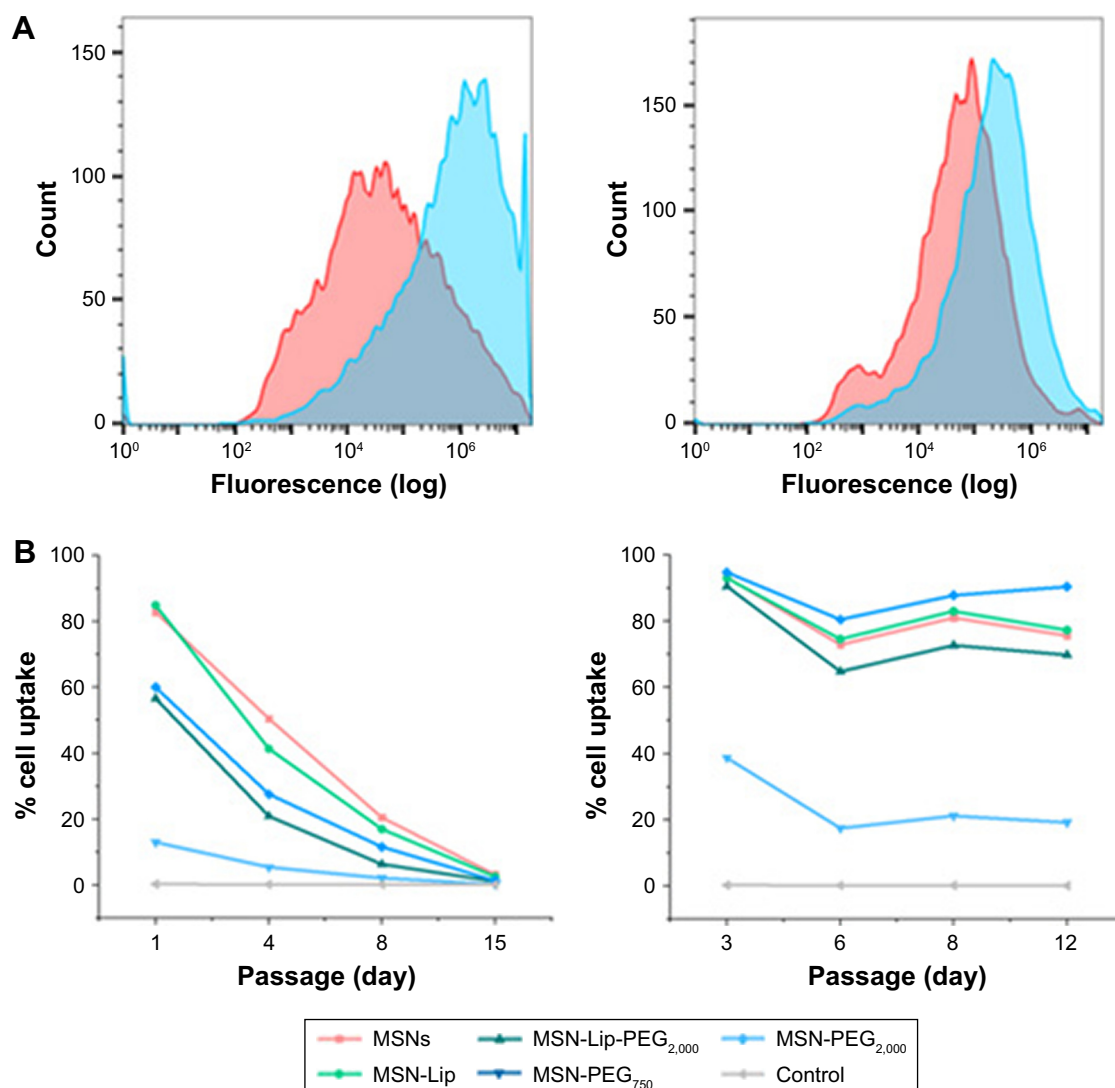 A
150
100
50
0
Count
10⁰ 10² 10⁴ 10⁶
Fluorescence (log)
150
100
50
0
Count
10⁰ 10² 10⁴ 10⁶
Fluorescence (log)
B
100
80
60
40
20
0
% cell uptake
1 4 8 15
Passage (day)
100
80
60
40
20
0
% cell uptake
3 6 8 12
Passage (day)
MSNs MSN-Lip-PEG₂,₀₀₀ MSN-PEG₂,₀₀₀
MSN-Lip MSN-PEG₇₅₀ Control